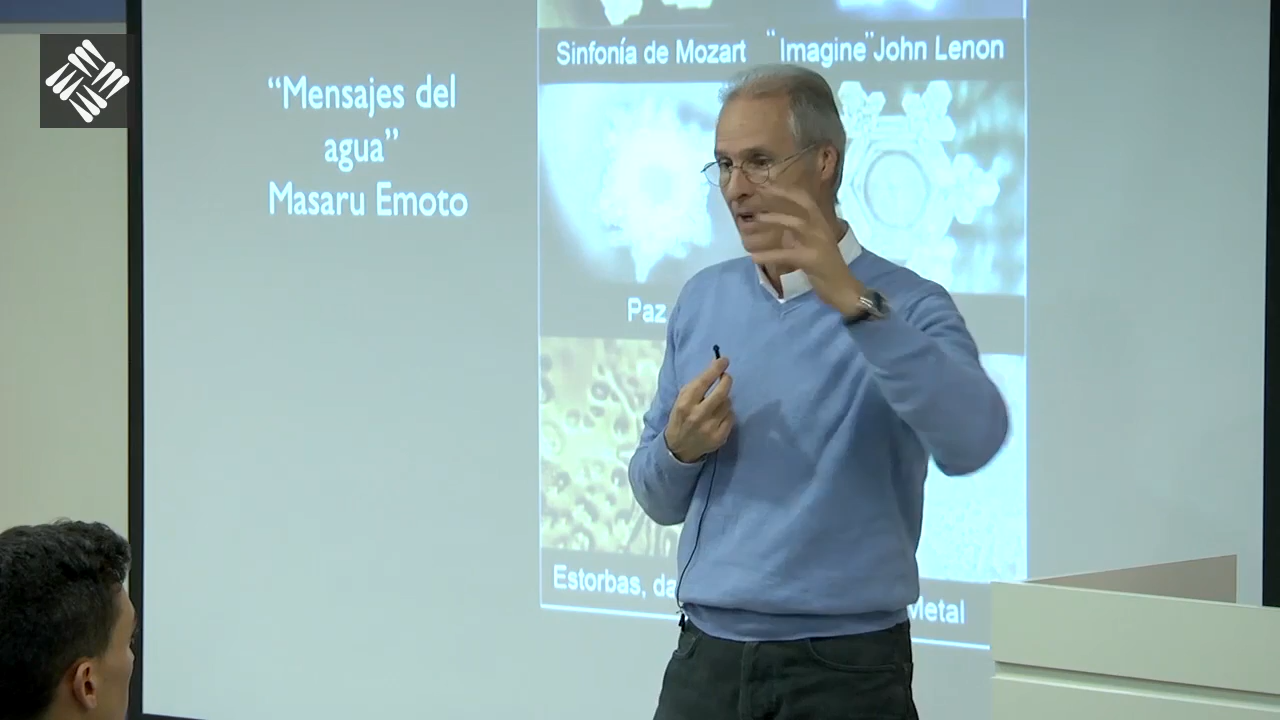 “Mensajes del
agua”
Masaru Emoto
Sinfonía de Mozart
“Imagine” John Lenon
Paz
Estorbas,
Metal